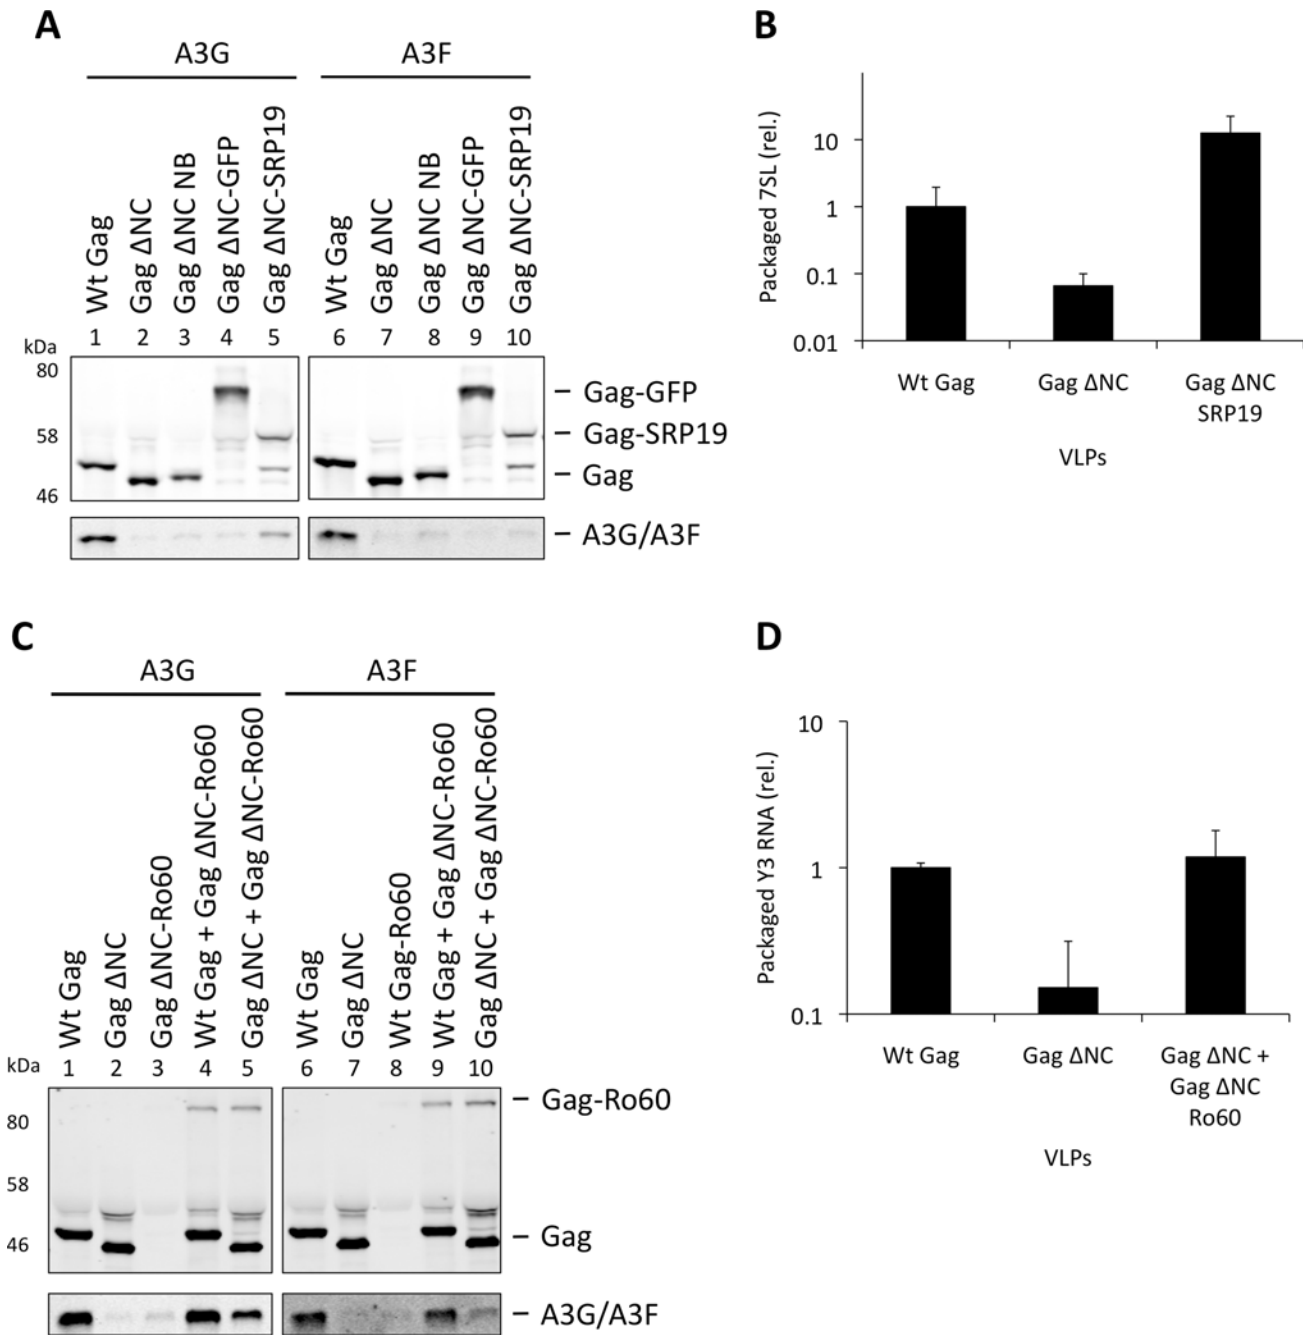 A
A3G
A3F
Wt Gag
Gag ΔNC
Gag ΔNC NB
Gag ΔNC-GFP
Gag ΔNC-SRP19
Wt Gag
Gag ΔNC
Gag ΔNC NB
Gag ΔNC-GFP
Gag ΔNC-SRP19
kDa
1 2 3 4 5 6 7 8 9 10
80
58
46
Gag-GFP
Gag-SRP19
Gag
A3G/A3F
B
Packaged 7SL (rel.)
10
1
0.1
0.01
Wt Gag
Gag ΔNC
Gag ΔNC
SRP19
VLPs
C
A3G
A3F
Wt Gag
Gag ΔNC
Gag ΔNC-Ro60
Wt Gag + Gag ΔNC-Ro60
Gag ΔNC + Gag ΔNC-Ro60
Wt Gag
Gag ΔNC
Wt Gag-Ro60
Wt Gag + Gag ΔNC-Ro60
Gag ΔNC + Gag ΔNC-Ro60
kDa
1 2 3 4 5 6 7 8 9 10
80
58
46
Gag-Ro60
Gag
A3G/A3F
D
Packaged Y3 RNA (rel.)
10
1
0.1
Wt Gag
Gag ΔNC
Gag ΔNC +
Gag ΔNC
Ro60
VLPs